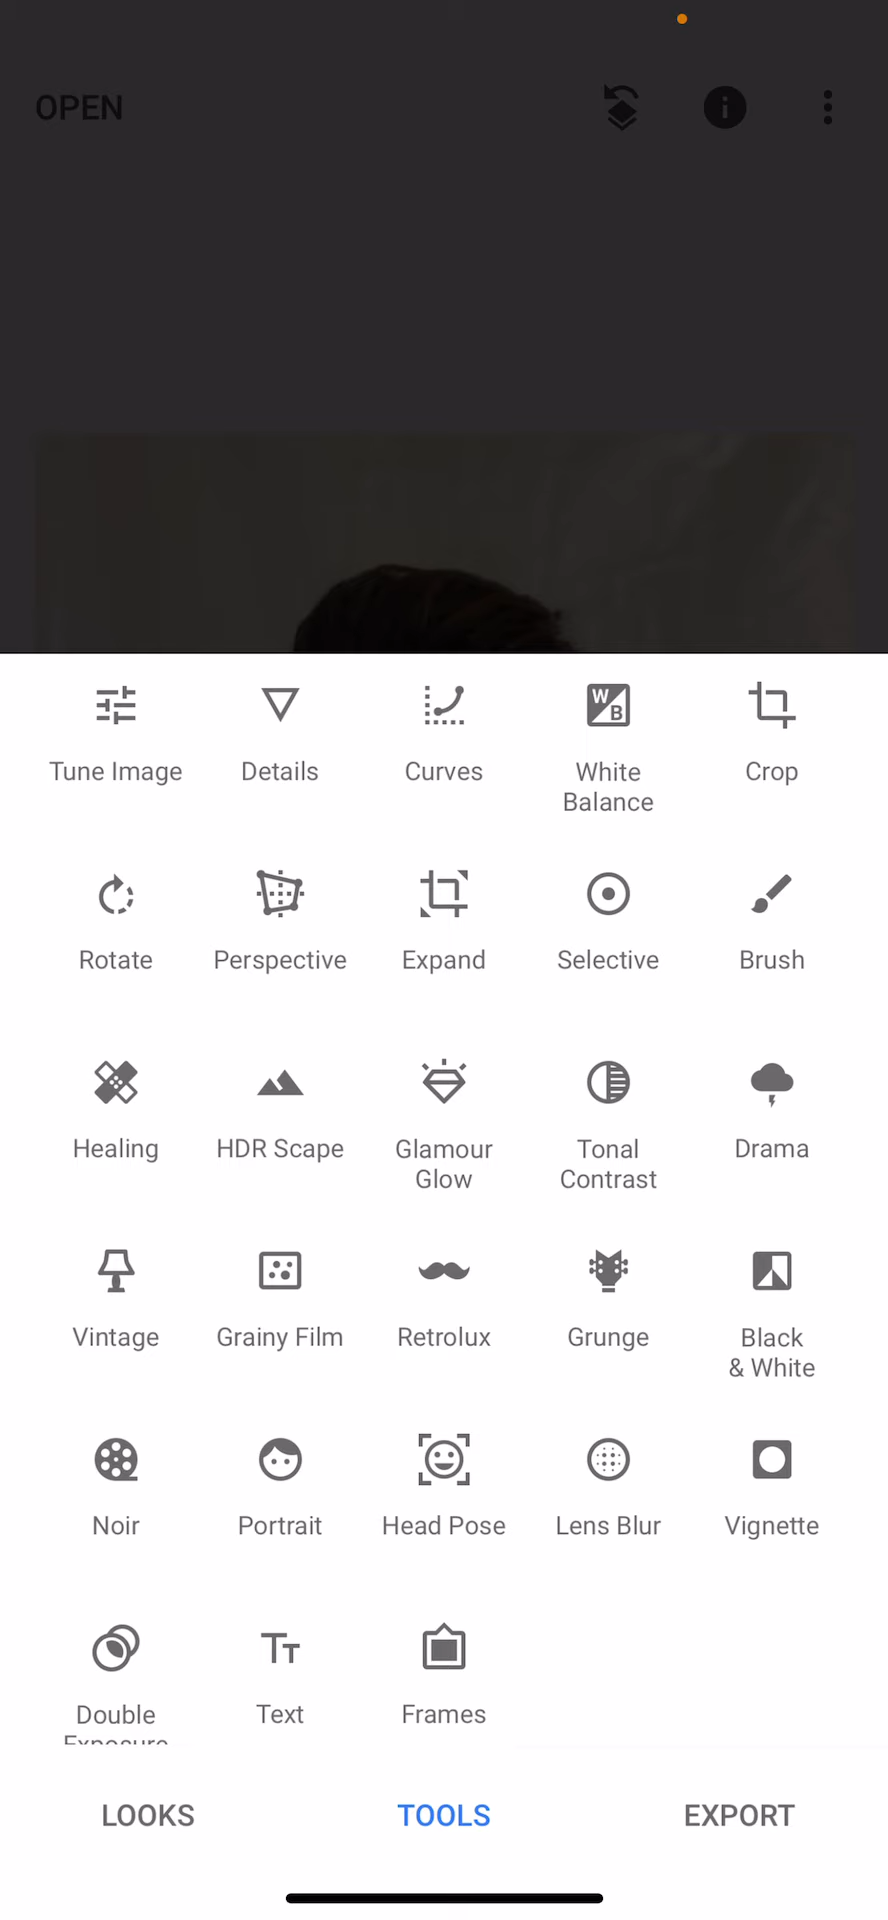 OPEN
Tune Image
Details
Curves
White
Balance
Crop
Rotate
Perspective
Expand
Selective
Brush
Healing
HDR Scape
Glamour
Glow
Tonal
Contrast
Drama
Vintage
Grainy Film
Retrolux
Grunge
Black
& White
Noir
Portrait
Head Pose
Lens Blur
Vignette
Double
Exposure
Text
Frames
LOOKS
TOOLS
EXPORT